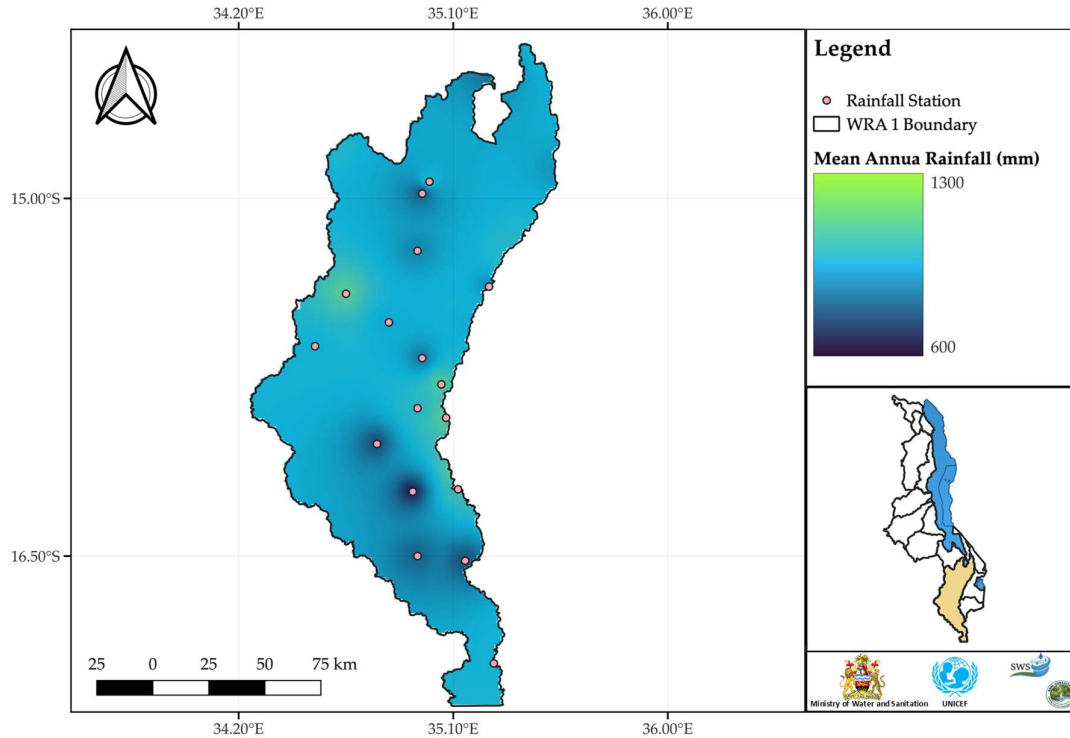 34.20°E 35.10°E 36.00°E
15.00°S
16.50°S
25 0 25 50 75 km
34.20°E 35.10°E 36.00°E
Legend
Rainfall Station
WRA 1 Boundary
Mean Annua Rainfall (mm)
1300
600
SWS
Ministry of Water and Sanitation UNICEF